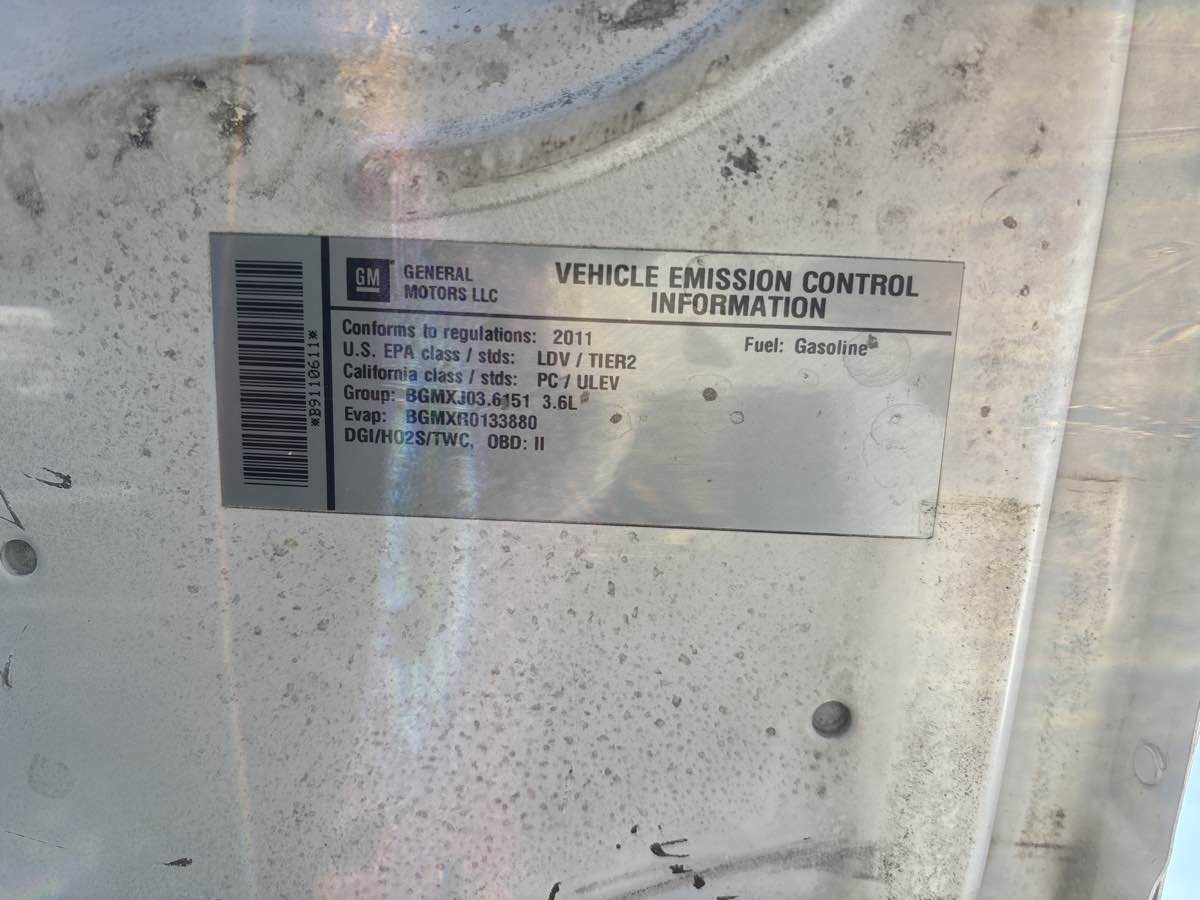 *B9110611*
GM
GENERAL
MOTORS LLC
VEHICLE EMISSION CONTROL
INFORMATION
Conforms to regulations: 2011
Fuel: Gasoline
U.S. EPA class / stds: LDV / TIER2
California class / stds: PC / ULEV
Group: BGMXJ03.6151 3.6L
Evap: BGMXR0133880
DGI/HO2S/TWC, OBD: II